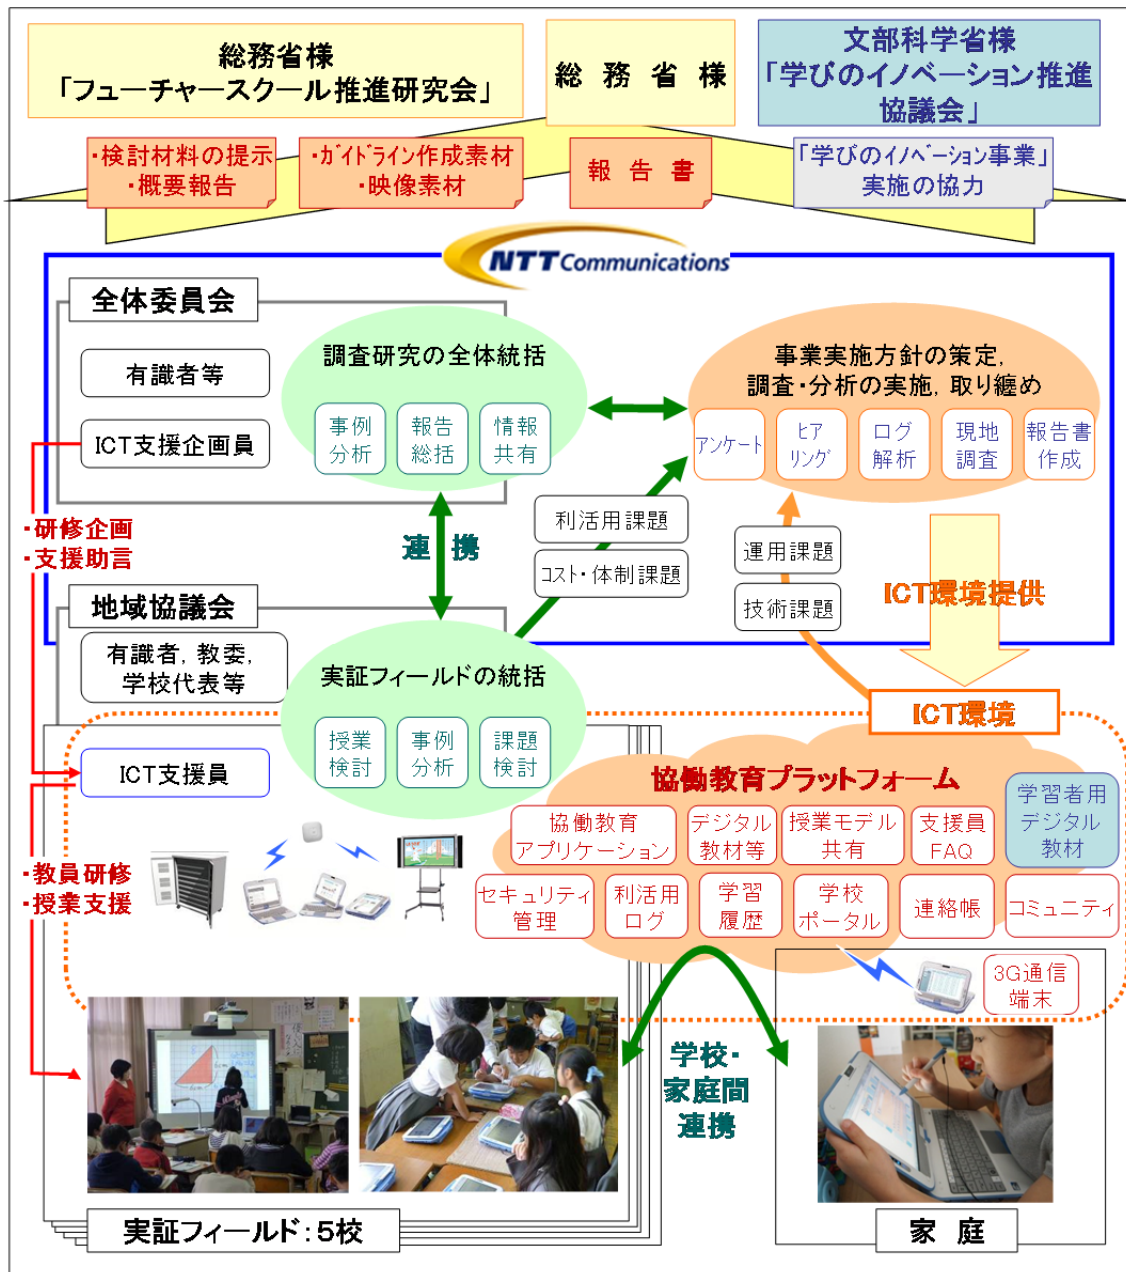 総務省様
「フューチャースクール推進研究会」
総務省様
文部科学省様
「学びのイノベーション推進
協議会」
・検討材料の提示
・概要報告
・ガイドライン作成素材
・映像素材
報告書
「学びのイノベーション事業」
実施の協力
NTT Communications
全体委員会
有識者等
ICT支援企画員
調査研究の全体統括
事例
分析
報告
総括
情報
共有
事業実施方針の策定,
調査・分析の実施, 取り纏め
アンケート
ヒア
リング
ログ
解析
現地
調査
報告書
作成
・研修企画
・支援助言
連携
利活用課題
コスト・体制課題
運用課題
技術課題
ICT環境提供
地域協議会
有識者, 教委,
学校代表等
実証フィールドの統括
授業
検討
事例
分析
課題
検討
ICT支援員
ICT環境
協働教育プラットフォーム
協働教育
アプリケーション
デジタル
教材等
授業モデル
共有
支援員
FAQ
学習者用
デジタル
教材
セキュリティ
管理
利活用
ログ
学習
履歴
学校
ポータル
連絡帳
コミュニティ
・教員研修
・授業支援
3G通信
端末
学校・
家庭間
連携
実証フィールド:5校
家庭